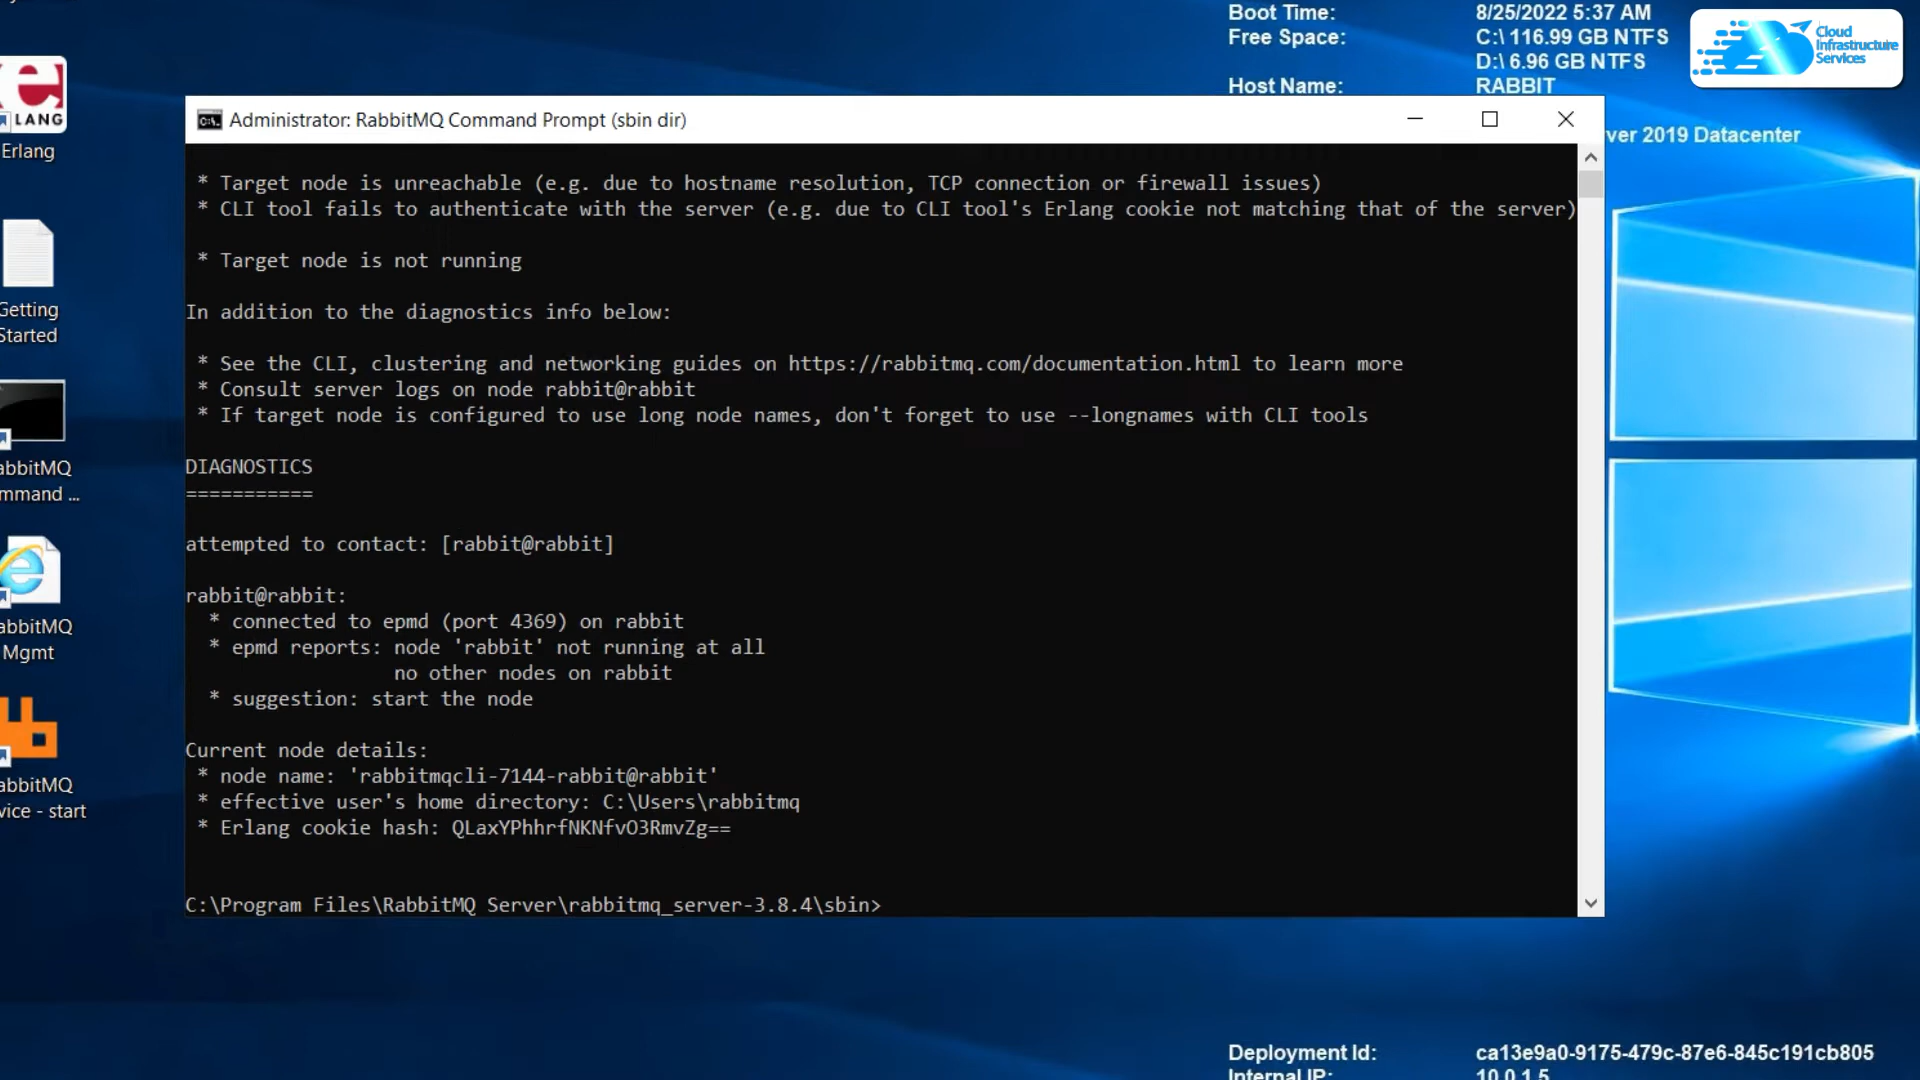 Boot Time: 8/25/2022 5:37 AM
Free Space: C:\ 116.99 GB NTFS
D:\ 6.96 GB NTFS
Host Name: RABBIT
Cloud
Infrastructure
Services
ver 2019 Datacenter
LANG
Erlang
Getting
Started
abbitMQ
mmand ...
abbitMQ
Mgmt
abbitMQ
vice - start
Administrator: RabbitMQ Command Prompt (sbin dir)
* Target node is unreachable (e.g. due to hostname resolution, TCP connection or firewall issues)
* CLI tool fails to authenticate with the server (e.g. due to CLI tool's Erlang cookie not matching that of the server)
* Target node is not running
In addition to the diagnostics info below:
* See the CLI, clustering and networking guides on https://rabbitmq.com/documentation.html to learn more
* Consult server logs on node rabbit@rabbit
* If target node is configured to use long node names, don't forget to use --longnames with CLI tools
DIAGNOSTICS
===========
attempted to contact: [rabbit@rabbit]
rabbit@rabbit:
* connected to epmd (port 4369) on rabbit
* epmd reports: node 'rabbit' not running at all
no other nodes on rabbit
* suggestion: start the node
Current node details:
* node name: 'rabbitmqcli-7144-rabbit@rabbit'
* effective user's home directory: C:\Users\rabbitmq
* Erlang cookie hash: QLaxYPhhrfNKNfvO3RmvZg==
C:\Program Files\RabbitMQ Server\rabbitmq_server-3.8.4\sbin>
Deployment Id: ca13e9a0-9175-479c-87e6-845c191cb805
Internal IP: 10.0.1.5